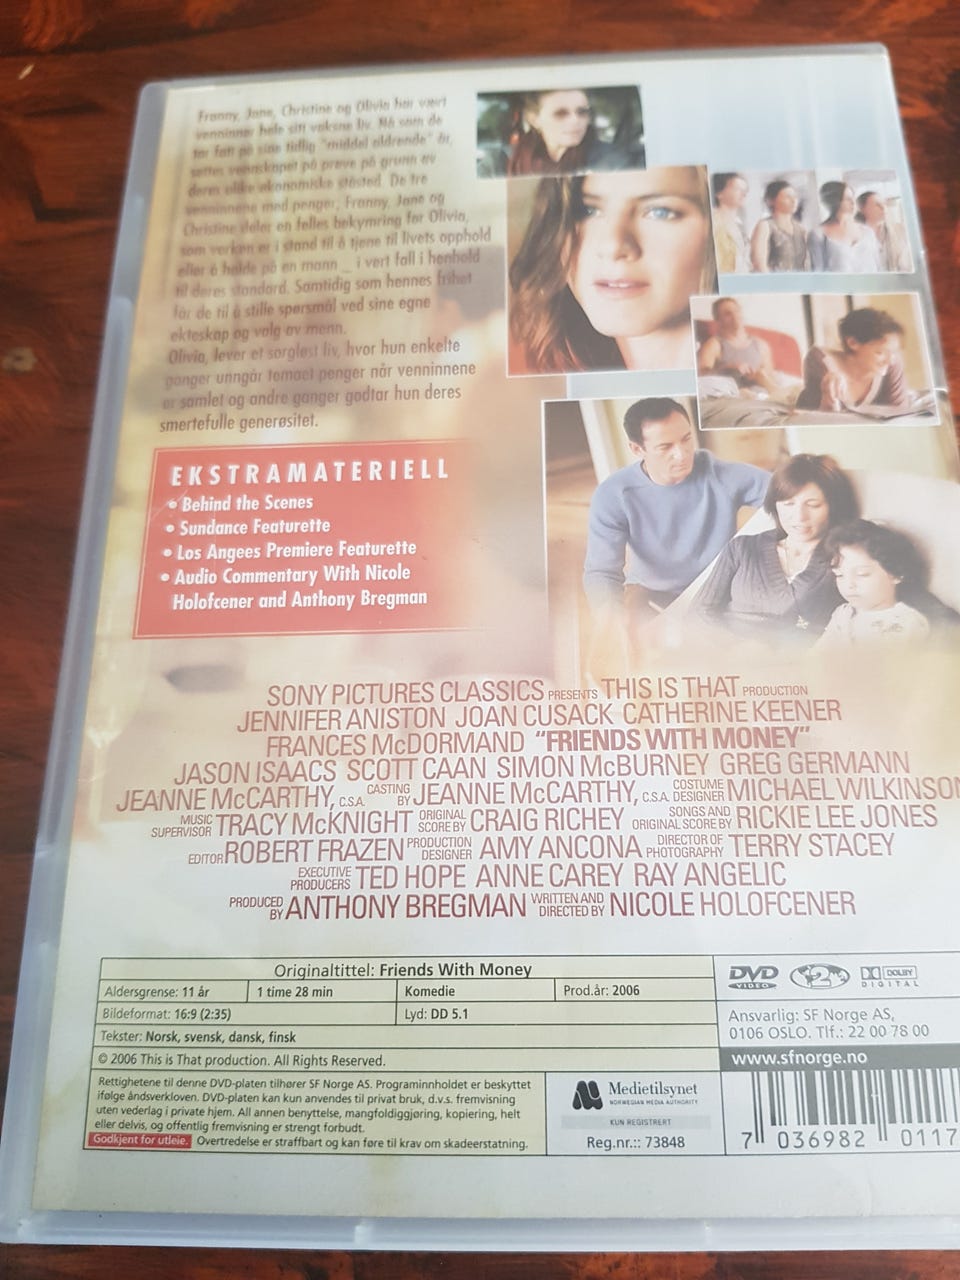 Franny, Jane, Christine og Olivia har vært
venninner hele sitt voksne liv. Nå som de
tar fatt på sine tidlig "middel aldrende" år,
settes vennskapet på prøve på grunn av
deres ulike økonomiske ståsted. De tre
venninnene med penger, Franny, Jane og
Christine deler en felles bekymring for Olivia,
som verken er i stand til å tjene til livets opphold
eller å holde på en mann _ i vert fall i henhold
til deres standard. Samtidig som hennes frihet
får de til å stille spørsmål ved sine egne
ekteskap og valg av menn.
Olivia, lever et sorgløst liv, hvor hun enkelte
ganger unngår temaet penger når venninnene
er samlet og andre ganger godtar hun deres
smertefulle generøsitet.
EKSTRAMATERIELL
• Behind the Scenes
• Sundance Featurette
• Los Angees Premiere Featurette
• Audio Commentary With Nicole
Holofcener and Anthony Bregman
SONY PICTURES CLASSICS PRESENTS THIS IS THAT PRODUCTION
JENNIFER ANISTON JOAN CUSACK CATHERINE KEENER
FRANCES McDORMAND "FRIENDS WITH MONEY"
JASON ISAACS SCOTT CAAN SIMON McBURNEY GREG GERMANN
JEANNE McCARTHY, C.S.A. CASTING BY JEANNE McCARTHY, C.S.A. COSTUME DESIGNER MICHAEL WILKINSON
MUSIC SUPERVISOR TRACY McKNIGHT ORIGINAL SCORE BY CRAIG RICHEY SONGS AND ORIGINAL SCORE BY RICKIE LEE JONES
EDITOR ROBERT FRAZEN PRODUCTION DESIGNER AMY ANCONA DIRECTOR OF PHOTOGRAPHY TERRY STACEY
EXECUTIVE PRODUCERS TED HOPE ANNE CAREY RAY ANGELIC
PRODUCED BY ANTHONY BREGMAN WRITTEN AND DIRECTED BY NICOLE HOLOFCENER
Originaltittel: Friends With Money
Aldersgrense: 11 år 1 time 28 min Komedie Prod.år: 2006
Bildeformat: 16:9 (2:35) Lyd: DD 5.1
Tekster: Norsk, svensk, dansk, finsk
© 2006 This is That production. All Rights Reserved.
Rettighetene til denne DVD-platen tilhører SF Norge AS. Programinnholdet er beskyttet
ifølge åndsverkloven. DVD-platen kan kun anvendes til privat bruk, d.v.s. fremvisning
uten vederlag i private hjem. All annen benyttelse, mangfoldiggjøring, kopiering, helt
eller delvis, og offentlig fremvisning er strengt forbudt.
Godkjent for utleie. Overtredelse er straffbart og kan føre til krav om skadeerstatning.
Medietilsynet
NORWEGIAN MEDIA AUTHORITY
KUN REGISTRERT
Reg.nr.:: 73848
DVD VIDEO 2 DOLBY DIGITAL
Ansvarlig: SF Norge AS,
0106 OSLO. Tlf.: 22 00 78 00
www.sfnorge.no
7 036982 0117